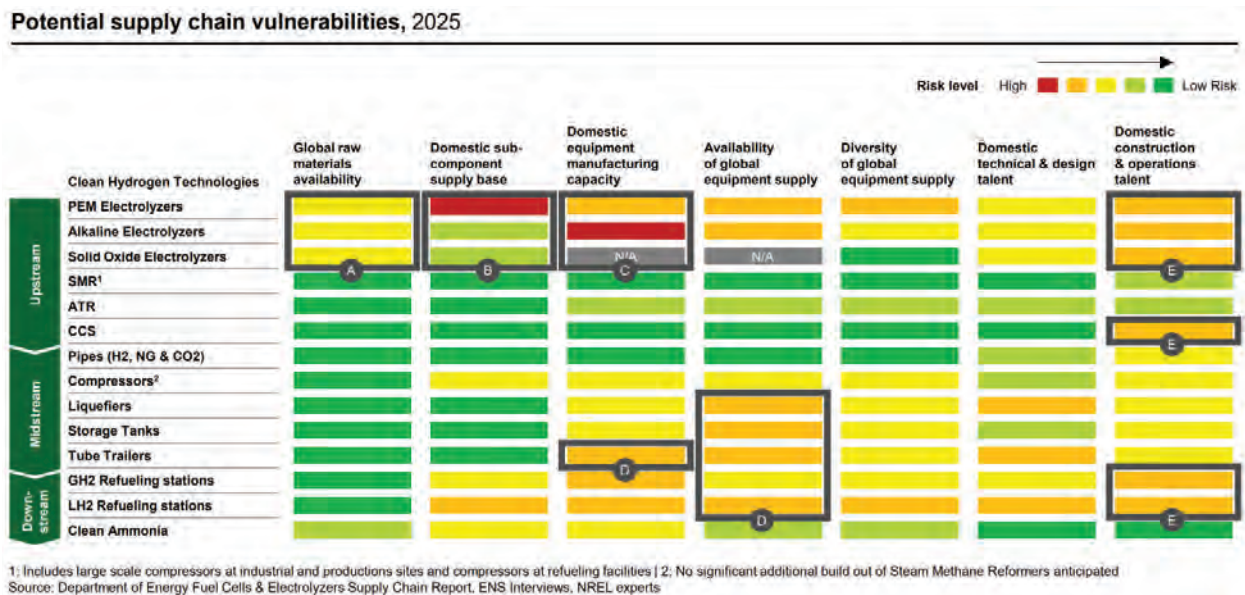 Potential supply chain vulnerabilities, 2025
Risk level High Low Risk
Clean Hydrogen Technologies
Global raw
materials
availability
Domestic sub-
component
supply base
Domestic
equipment
manufacturing
capacity
Availability
of global
equipment supply
Diversity
of global
equipment supply
Domestic
technical & design
talent
Domestic
construction
& operations
talent
Upstream
PEM Electrolyzers
Alkaline Electrolyzers
Solid Oxide Electrolyzers N/A N/A
A B C E
SMR¹
ATR
CCS
E
Midstream
Pipes (H2, NG & CO2)
Compressors²
Liquefiers
Storage Tanks
Tube Trailers
D
Down-
stream
GH2 Refueling stations
LH2 Refueling stations
D E
Clean Ammonia
1; Includes large scale compressors at industrial and productions sites and compressors at refueling facilities | 2; No significant additional build out of Steam Methane Reformers anticipated
Source: Department of Energy Fuel Cells & Electrolyzers Supply Chain Report, ENS Interviews, NREL experts